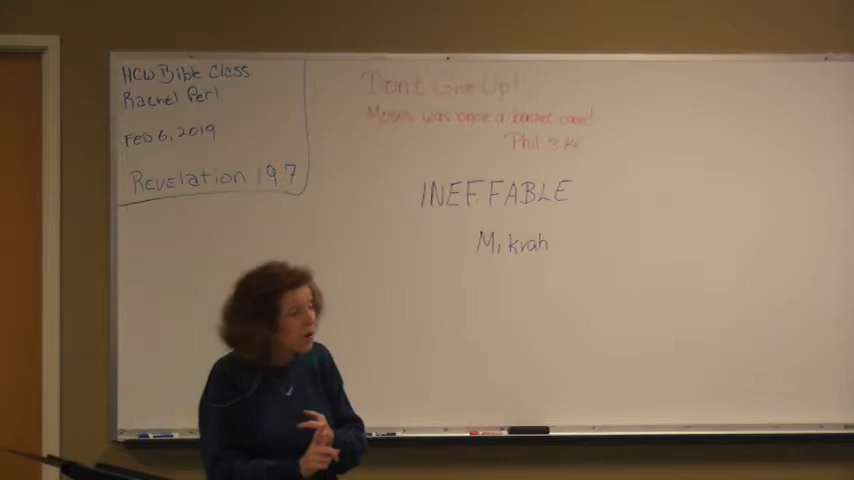 HCW Bible Class
Rachel Perl
Feb 6, 2019
Revelation 19:7
Don't Give Up!
Moses was once a basket case!
Phil 3:14
INEFFABLE
Mikvah